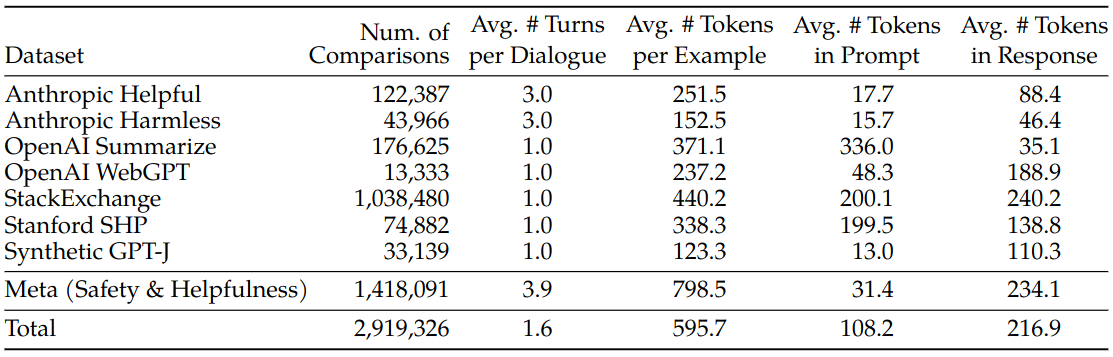 Dataset Num. of Comparisons Avg. # Turns per Dialogue Avg. # Tokens per Example Avg. # Tokens in Prompt Avg. # Tokens in Response
Anthropic Helpful 122,387 3.0 251.5 17.7 88.4
Anthropic Harmless 43,966 3.0 152.5 15.7 46.4
OpenAI Summarize 176,625 1.0 371.1 336.0 35.1
OpenAI WebGPT 13,333 1.0 237.2 48.3 188.9
StackExchange 1,038,480 1.0 440.2 200.1 240.2
Stanford SHP 74,882 1.0 338.3 199.5 138.8
Synthetic GPT-J 33,139 1.0 123.3 13.0 110.3
Meta (Safety & Helpfulness) 1,418,091 3.9 798.5 31.4 234.1
Total 2,919,326 1.6 595.7 108.2 216.9